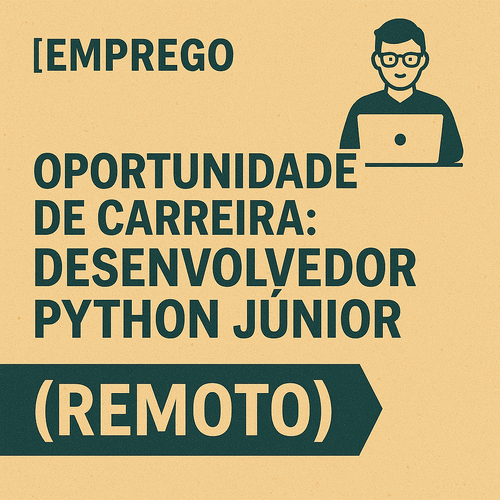 [EMPREGO
OPORTUNIDADE
DE CARREIRA:
DESENVOLVEDOR
PYTHON JÚNIOR
(REMOTO)